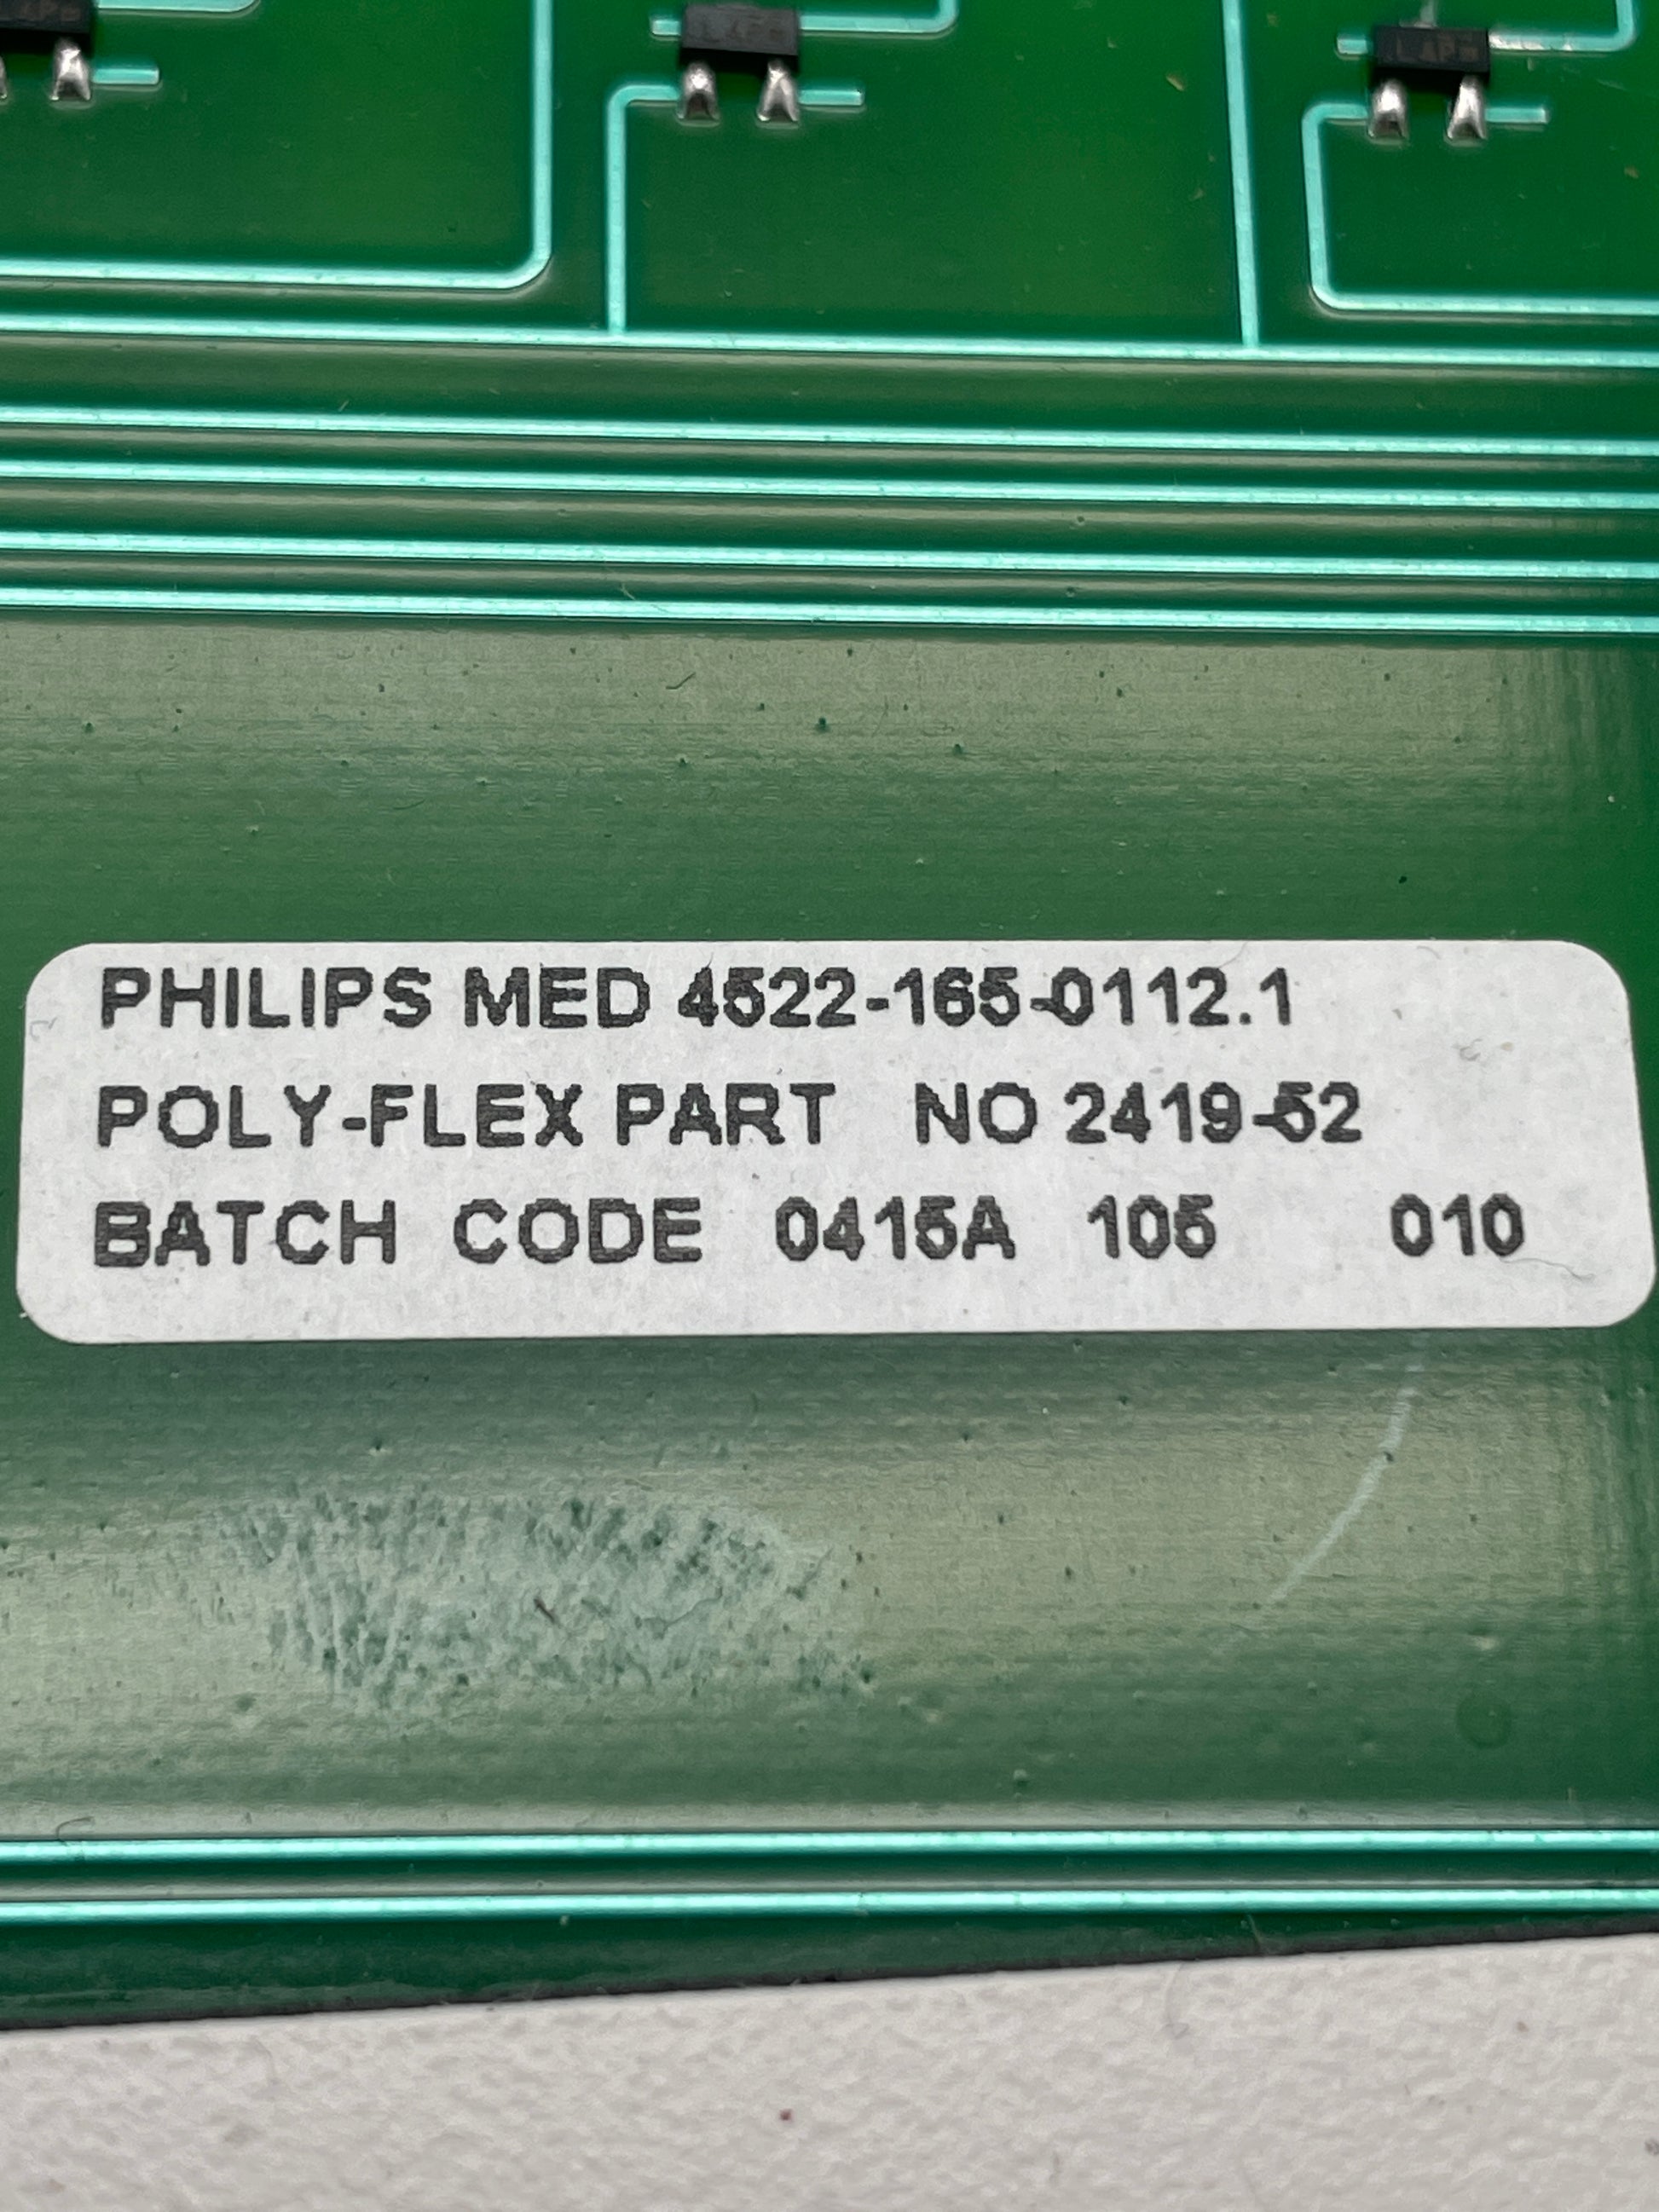 PHILIPS MED 4522-165-0112.1
POLY-FLEX PART NO 2419-52
BATCH CODE 0415A 105 010